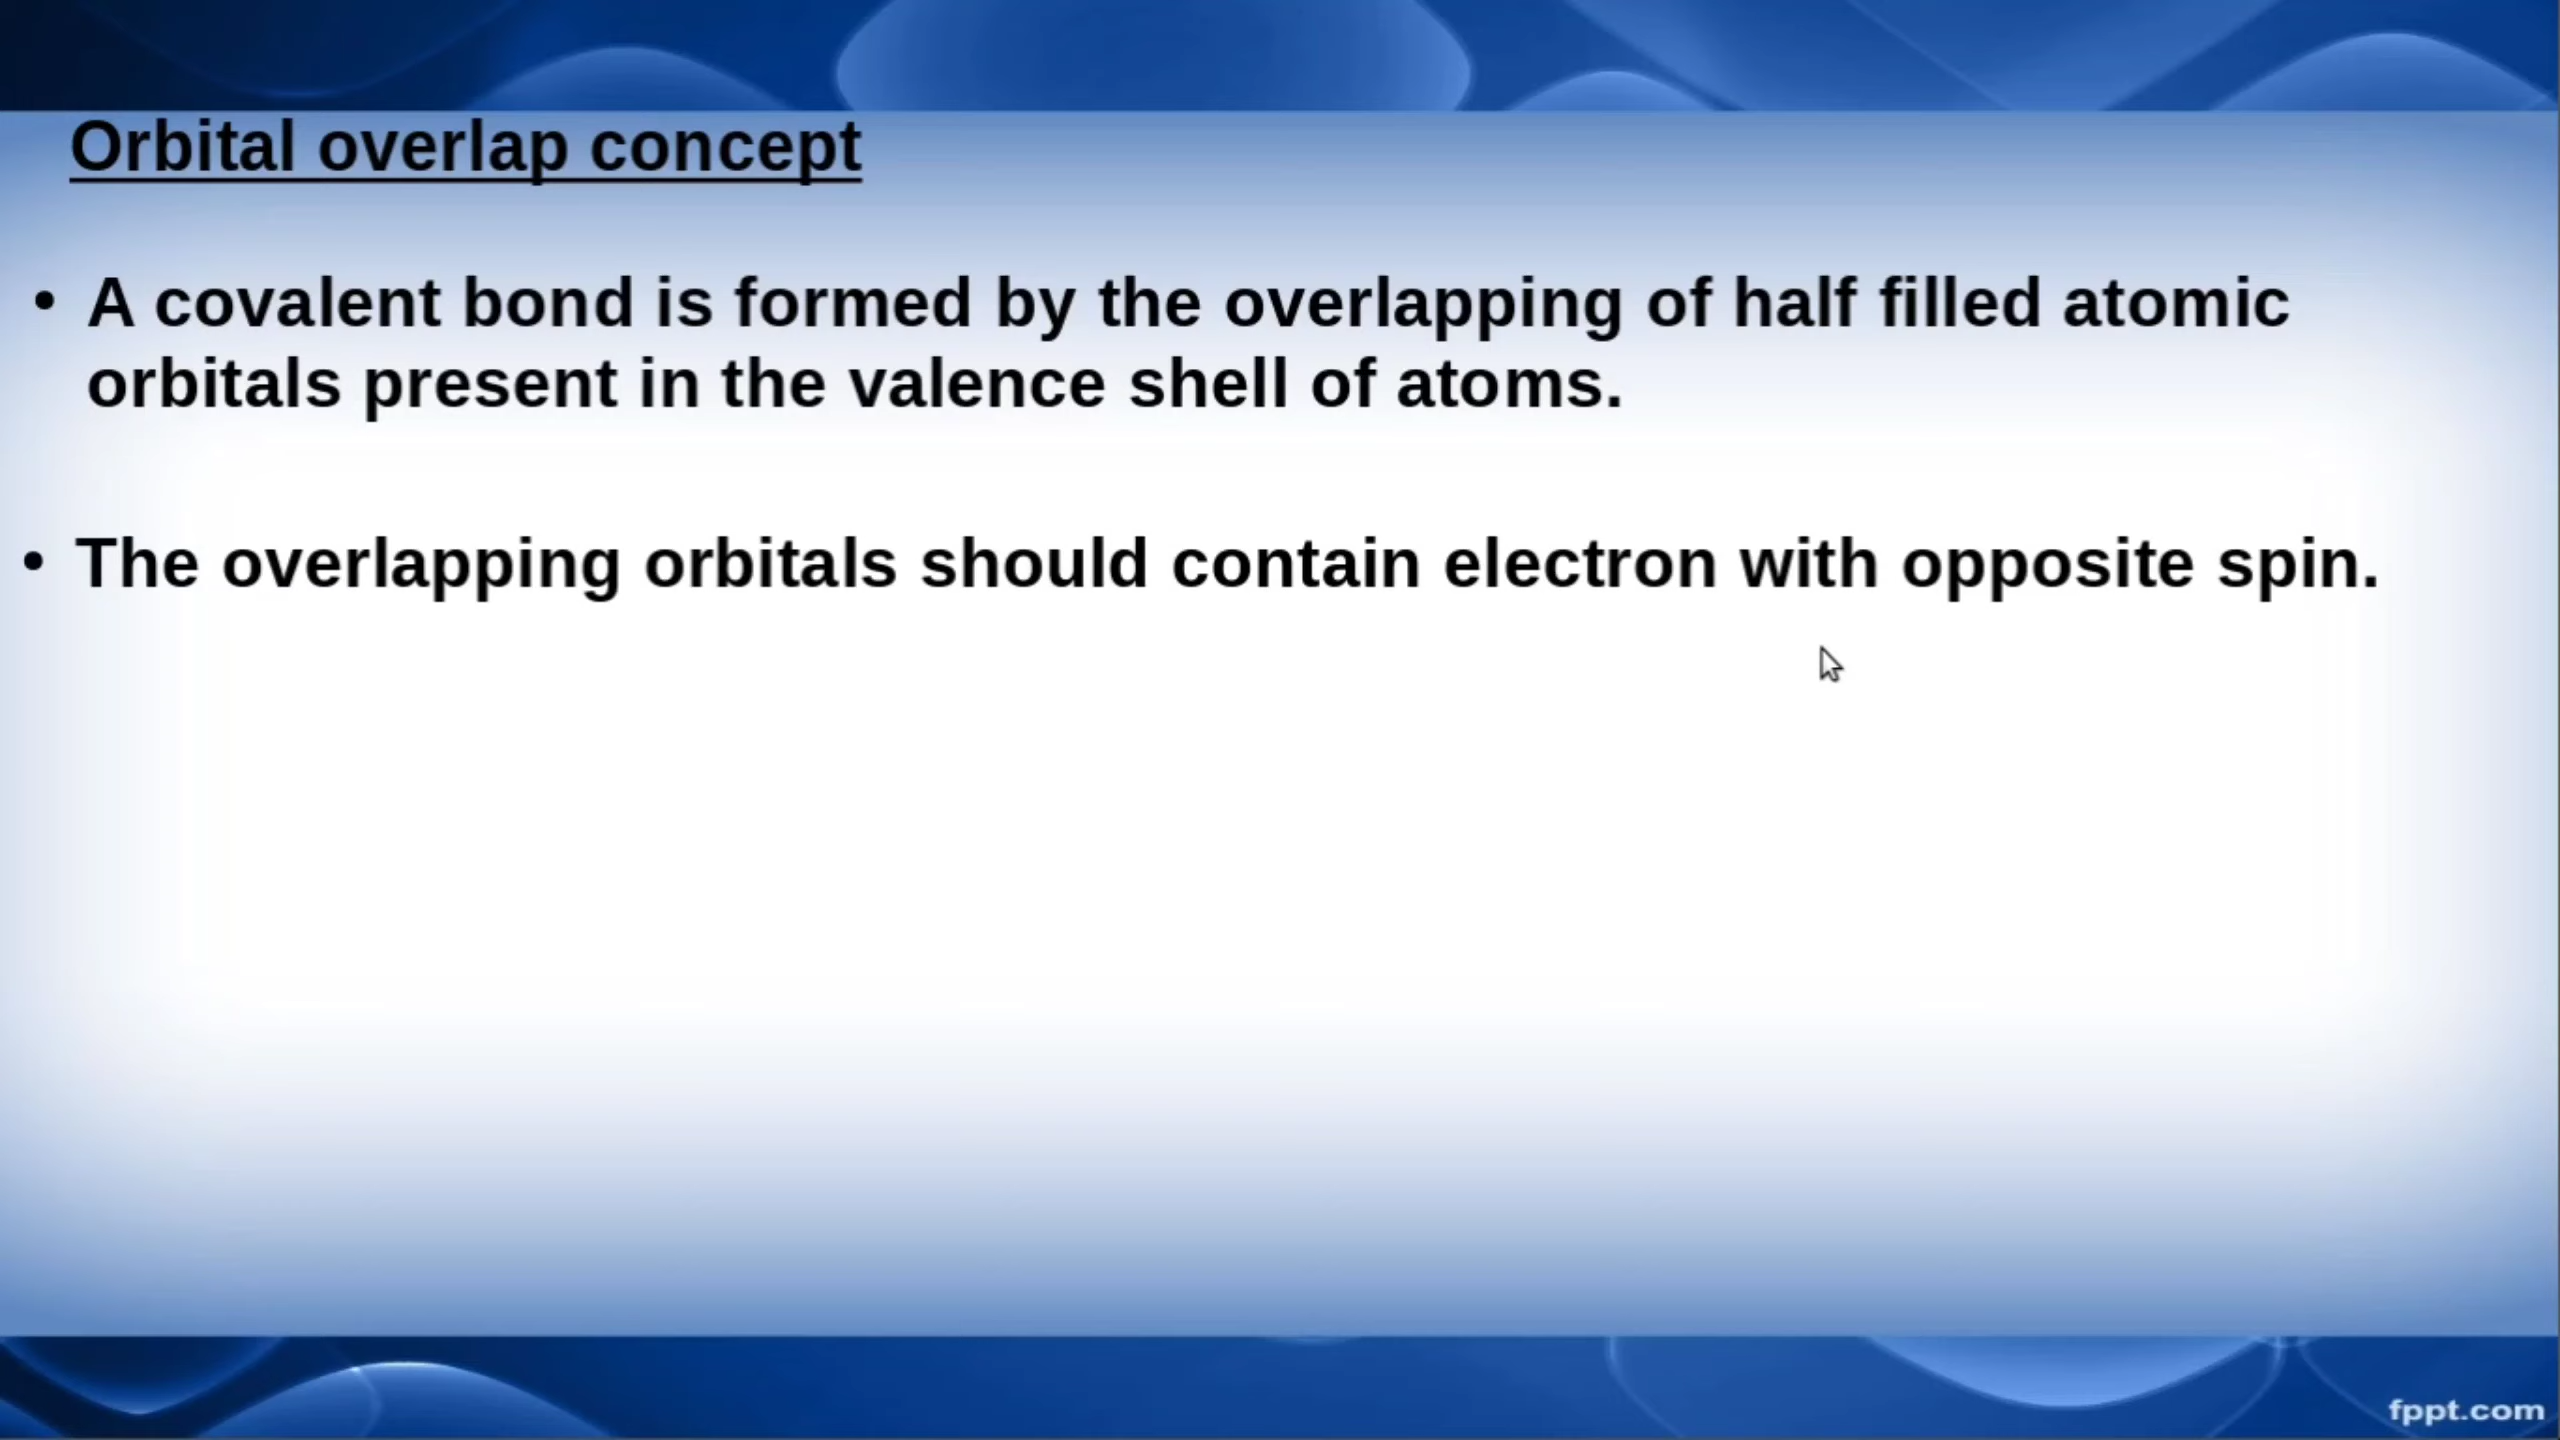 Orbital overlap concept
• A covalent bond is formed by the overlapping of half filled atomic
orbitals present in the valence shell of atoms.
• The overlapping orbitals should contain electron with opposite spin.
fppt.com